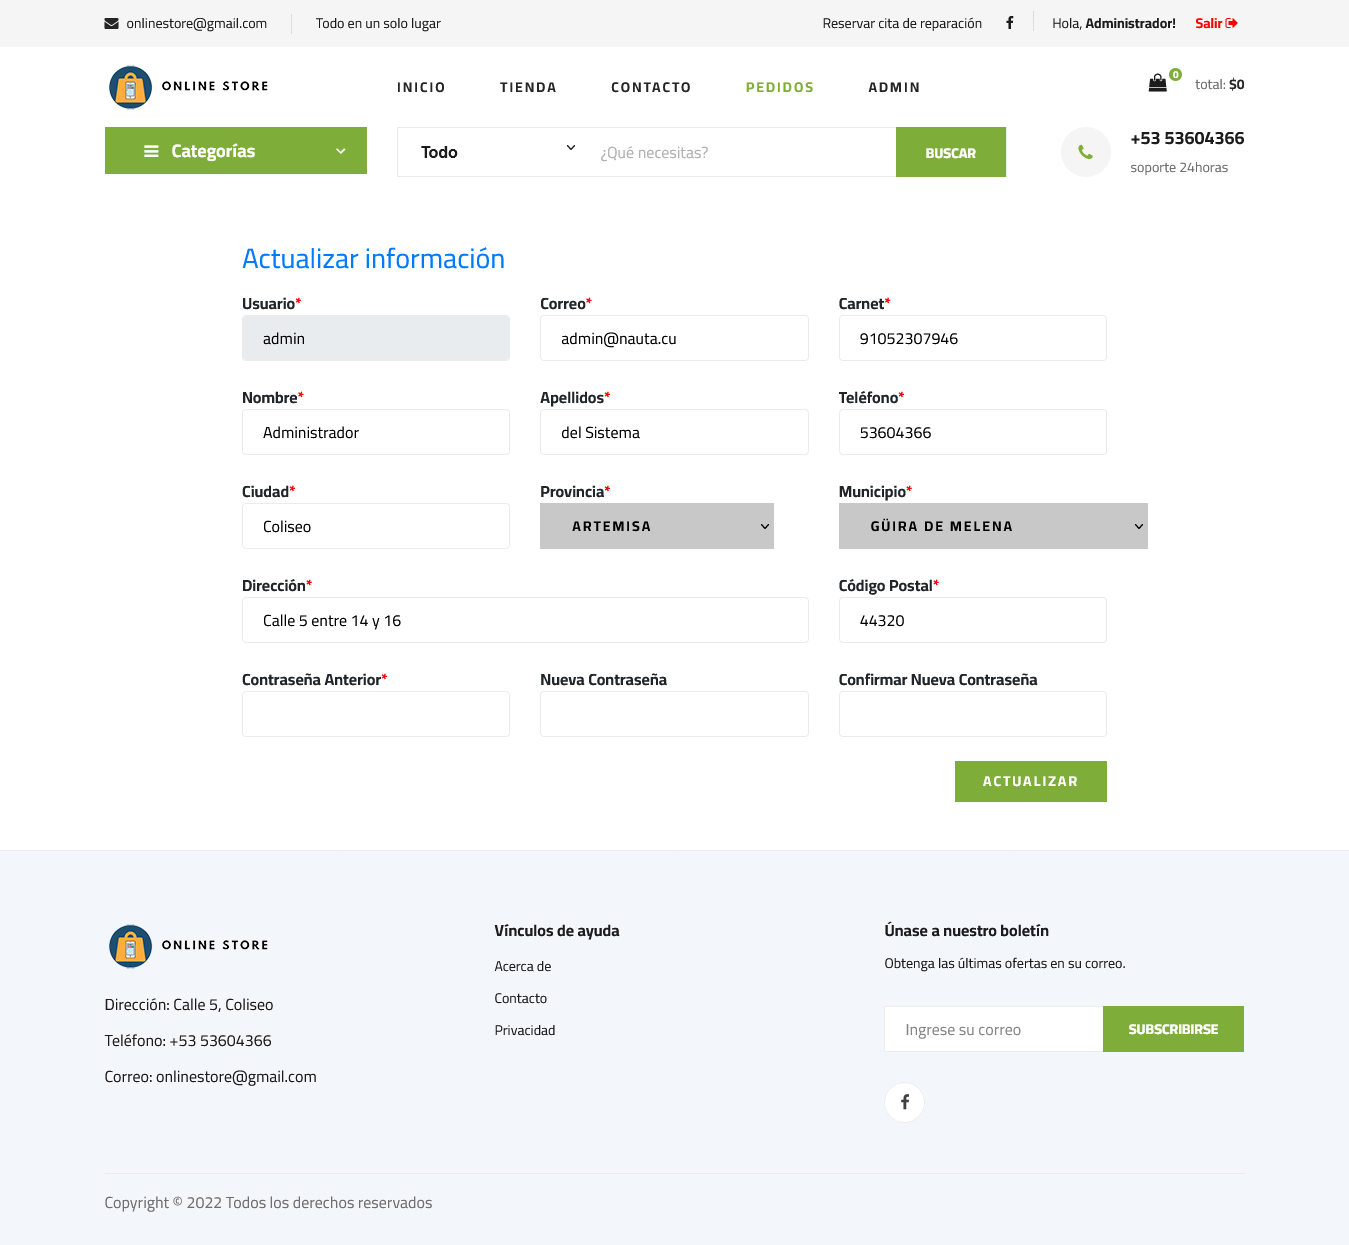 onlinestore@gmail.com
Todo en un solo lugar
Reservar cita de reparación
Hola, Administrador!
Salir
ONLINE STORE
INICIO
TIENDA
CONTACTO
PEDIDOS
ADMIN
0
total: $0
Categorías
Todo
¿Qué necesitas?
BUSCAR
+53 53604366
soporte 24horas
Actualizar información
Usuario*
Correo*
Carnet*
admin
admin@nauta.cu
91052307946
Nombre*
Apellidos*
Teléfono*
Administrador
del Sistema
53604366
Ciudad*
Provincia*
Municipio*
Coliseo
ARTEMISA
GÜIRA DE MELENA
Dirección*
Código Postal*
Calle 5 entre 14 y 16
44320
Contraseña Anterior*
Nueva Contraseña
Confirmar Nueva Contraseña
ACTUALIZAR
ONLINE STORE
Dirección: Calle 5, Coliseo
Teléfono: +53 53604366
Correo: onlinestore@gmail.com
Vínculos de ayuda
Acerca de
Contacto
Privacidad
Únase a nuestro boletín
Obtenga las últimas ofertas en su correo.
Ingrese su correo
SUBSCRIBIRSE
Copyright © 2022 Todos los derechos reservados